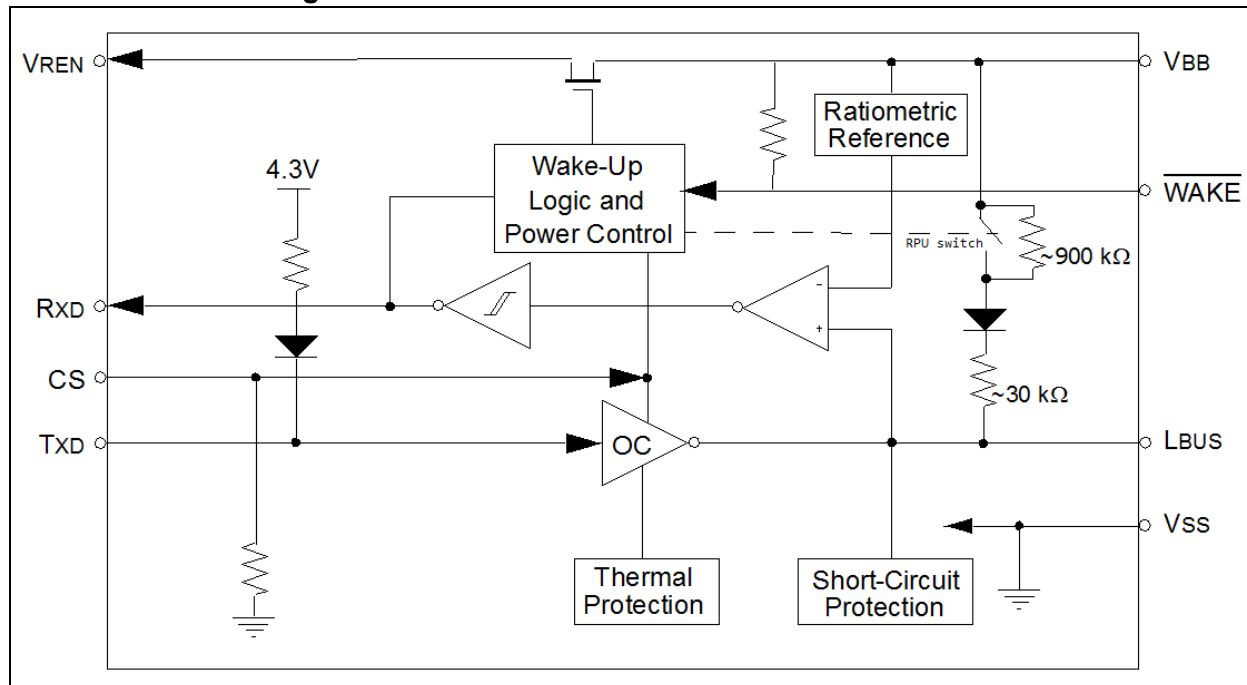 VREN
VBB
Ratiometric
Reference
Wake-Up
Logic and
Power Control
4.3V
WAKE
RPU switch
~900 kΩ
RXD
-
+
CS
~30 kΩ
TXD
OC
LBUS
VSS
Thermal
Protection
Short-Circuit
Protection